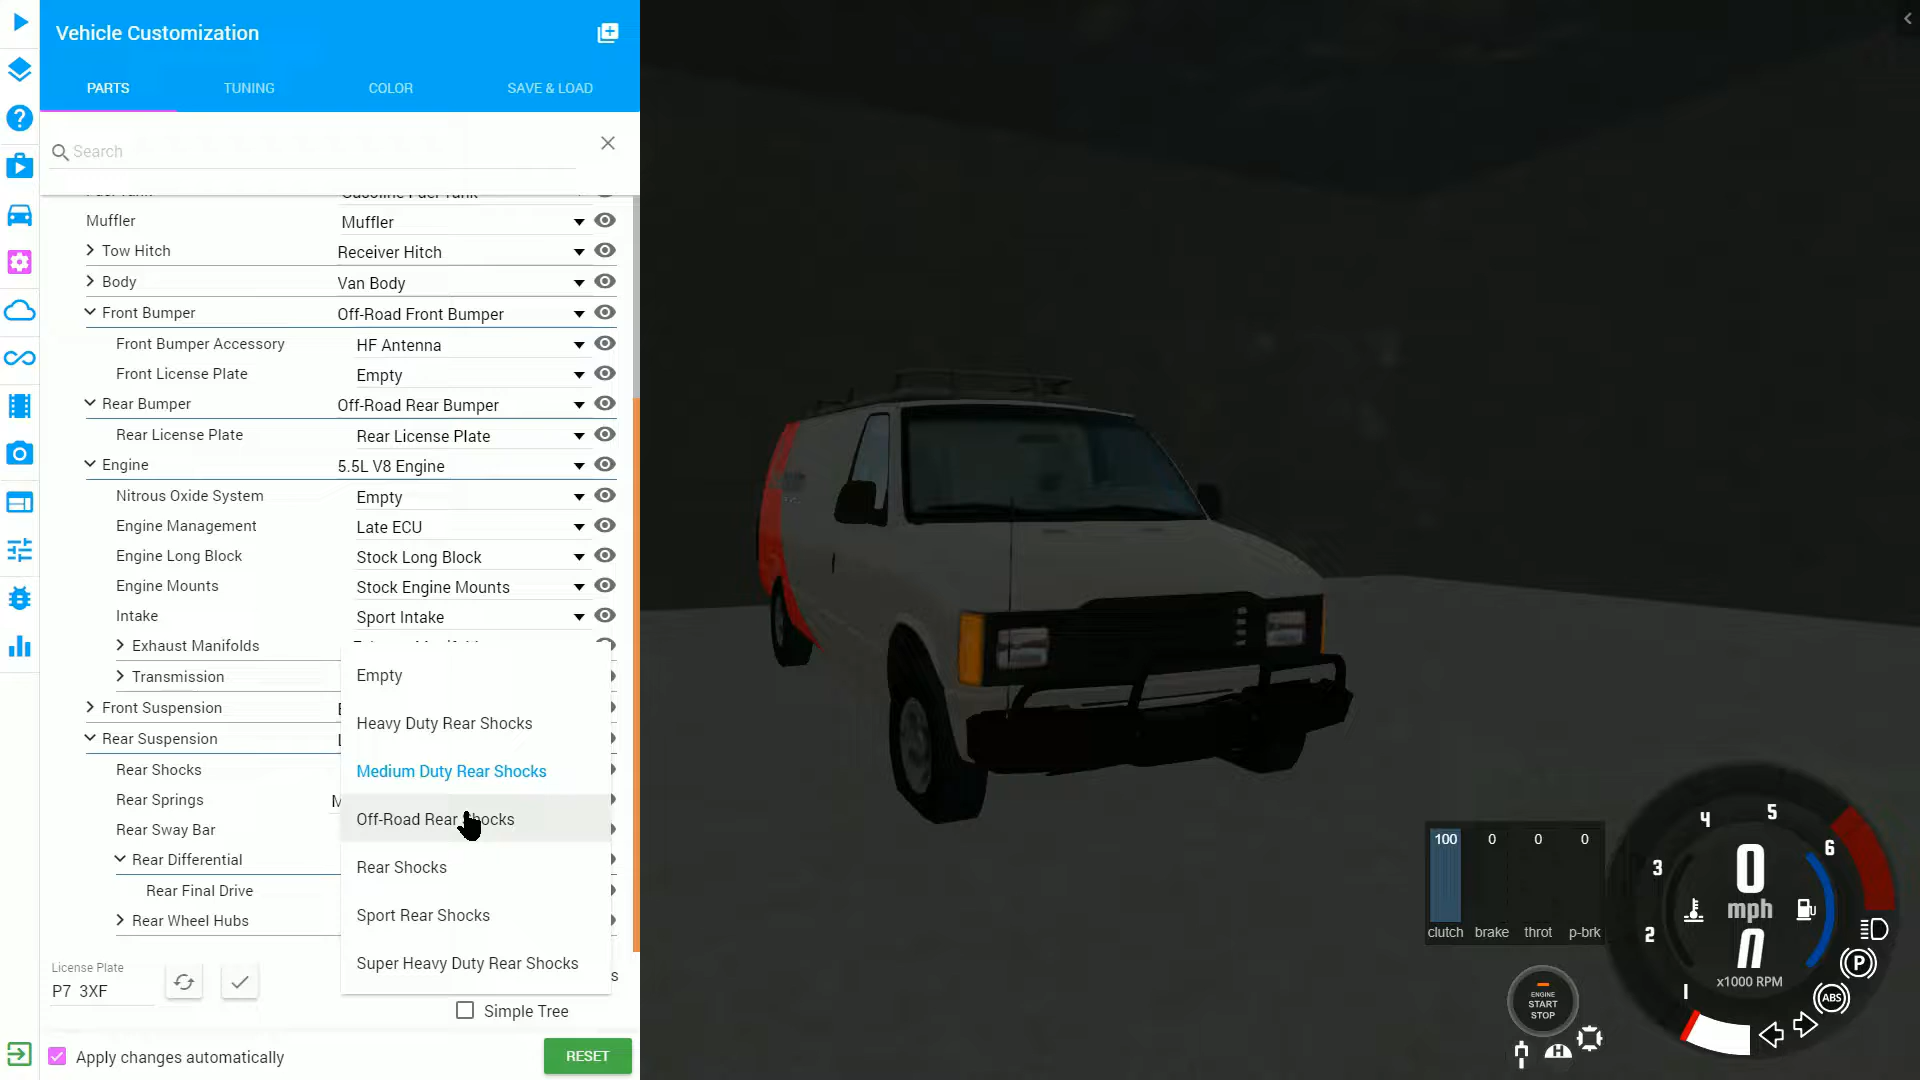 Vehicle Customization
PARTS TUNING COLOR SAVE & LOAD
Search
Muffler Muffler
Tow Hitch Receiver Hitch
Body Van Body
Front Bumper Off-Road Front Bumper
Front Bumper Accessory HF Antenna
Front License Plate Empty
Rear Bumper Off-Road Rear Bumper
Rear License Plate Rear License Plate
Engine 5.5L V8 Engine
Nitrous Oxide System Empty
Engine Management Late ECU
Engine Long Block Stock Long Block
Engine Mounts Stock Engine Mounts
Intake Sport Intake
Exhaust Manifolds
Transmission
Front Suspension
Rear Suspension
Rear Shocks
Rear Springs M
Rear Sway Bar
Rear Differential
Rear Final Drive
Rear Wheel Hubs
Empty
Heavy Duty Rear Shocks
Medium Duty Rear Shocks
Off-Road Rear Shocks
Rear Shocks
Sport Rear Shocks
Super Heavy Duty Rear Shocks
License Plate
P7 3XF
s
Simple Tree
Apply changes automatically
RESET
100 0 0 0
clutch brake throt p-brk
ENGINE
START
STOP
1 2 3 4 5 6
0
mph
n
x1000 RPM
P
ABS
H